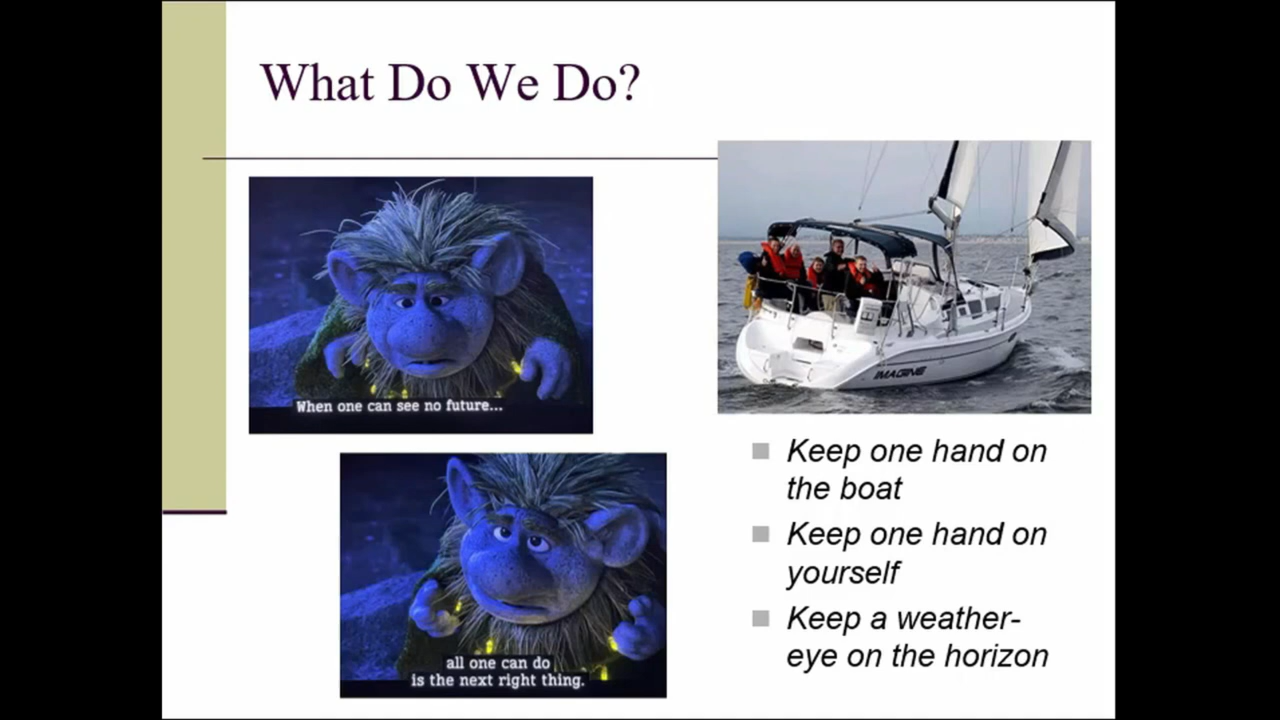 What Do We Do?
When one can see no future...
all one can do
is the next right thing.
IMAGINE
Keep one hand on
the boat
Keep one hand on
yourself
Keep a weather-
eye on the horizon